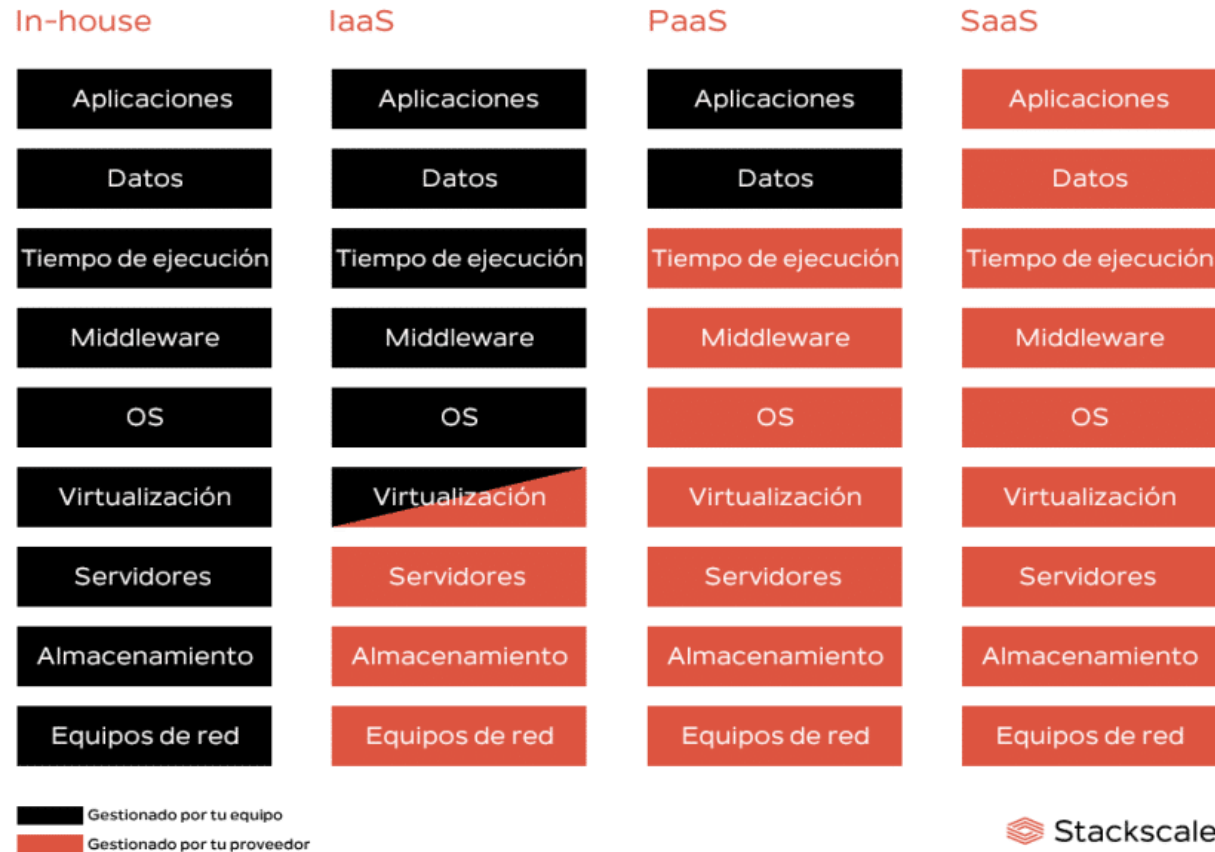 In-house IaaS PaaS SaaS
Aplicaciones Aplicaciones Aplicaciones Aplicaciones
Datos Datos Datos Datos
Tiempo de ejecución Tiempo de ejecución Tiempo de ejecución Tiempo de ejecución
Middleware Middleware Middleware Middleware
OS OS OS OS
Virtualización Virtualización Virtualización Virtualización
Servidores Servidores Servidores Servidores
Almacenamiento Almacenamiento Almacenamiento Almacenamiento
Equipos de red Equipos de red Equipos de red Equipos de red
Gestionado por tu equipo
Gestionado por tu proveedor
Stackscale